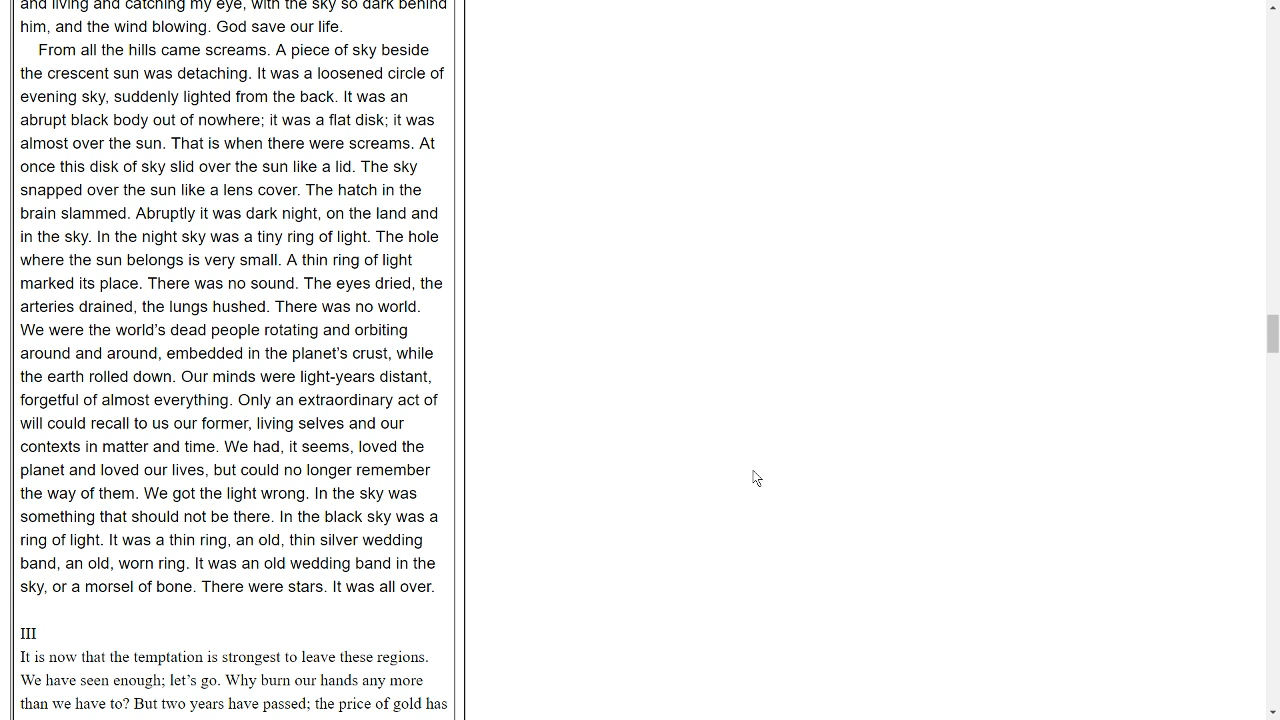 and living and catching my eye, with the sky so dark behind
him, and the wind blowing. God save our life.
From all the hills came screams. A piece of sky beside
the crescent sun was detaching. It was a loosened circle of
evening sky, suddenly lighted from the back. It was an
abrupt black body out of nowhere; it was a flat disk; it was
almost over the sun. That is when there were screams. At
once this disk of sky slid over the sun like a lid. The sky
snapped over the sun like a lens cover. The hatch in the
brain slammed. Abruptly it was dark night, on the land and
in the sky. In the night sky was a tiny ring of light. The hole
where the sun belongs is very small. A thin ring of light
marked its place. There was no sound. The eyes dried, the
arteries drained, the lungs hushed. There was no world.
We were the world’s dead people rotating and orbiting
around and around, embedded in the planet’s crust, while
the earth rolled down. Our minds were light-years distant,
forgetful of almost everything. Only an extraordinary act of
will could recall to us our former, living selves and our
contexts in matter and time. We had, it seems, loved the
planet and loved our lives, but could no longer remember
the way of them. We got the light wrong. In the sky was
something that should not be there. In the black sky was a
ring of light. It was a thin ring, an old, thin silver wedding
band, an old, worn ring. It was an old wedding band in the
sky, or a morsel of bone. There were stars. It was all over.
III
It is now that the temptation is strongest to leave these regions.
We have seen enough; let’s go. Why burn our hands any more
than we have to? But two years have passed; the price of gold has